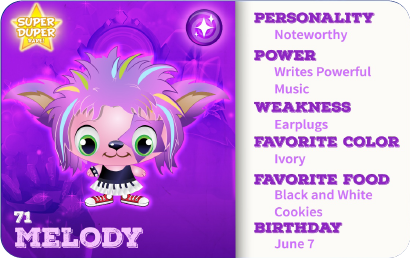 SUPER
DUPER
RARE
71
MELODY
PERSONALITY
Noteworthy
POWER
Writes Powerful
Music
WEAKNESS
Earplugs
FAVORITE COLOR
Ivory
FAVORITE FOOD
Black and White
Cookies
BIRTHDAY
June 7